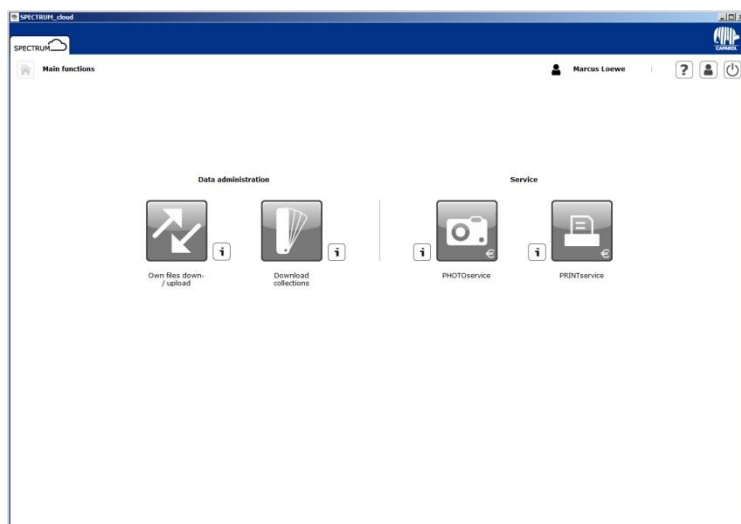 SPECTRUM_cloud
SPECTRUM
CAPAROL
Main functions
Marcus Loewe
?
Data administration
Service
i
i
i
i
€
€
Own files down-
/ upload
Download
collections
PHOTOservice
PRINTservice